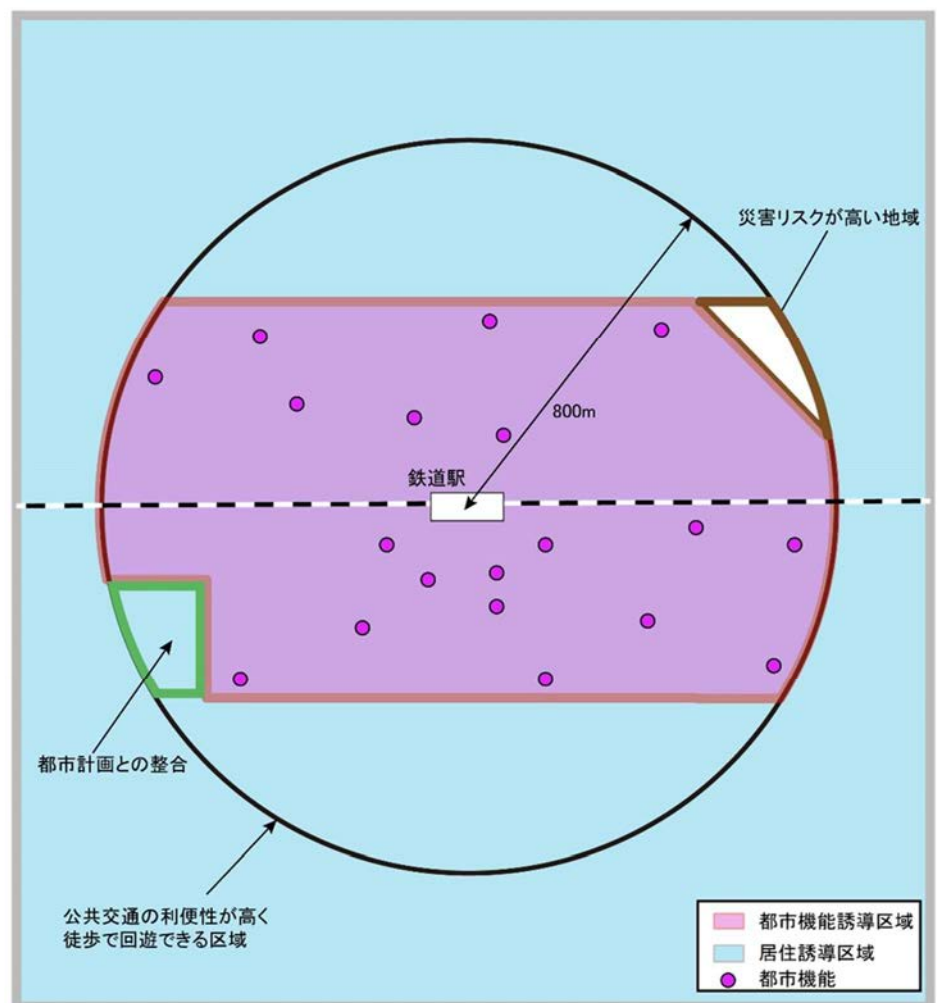 災害リスクが高い地域
800m
鉄道駅
都市計画との整合
公共交通の利便性が高く
徒歩で回遊できる区域
都市機能誘導区域
居住誘導区域
都市機能